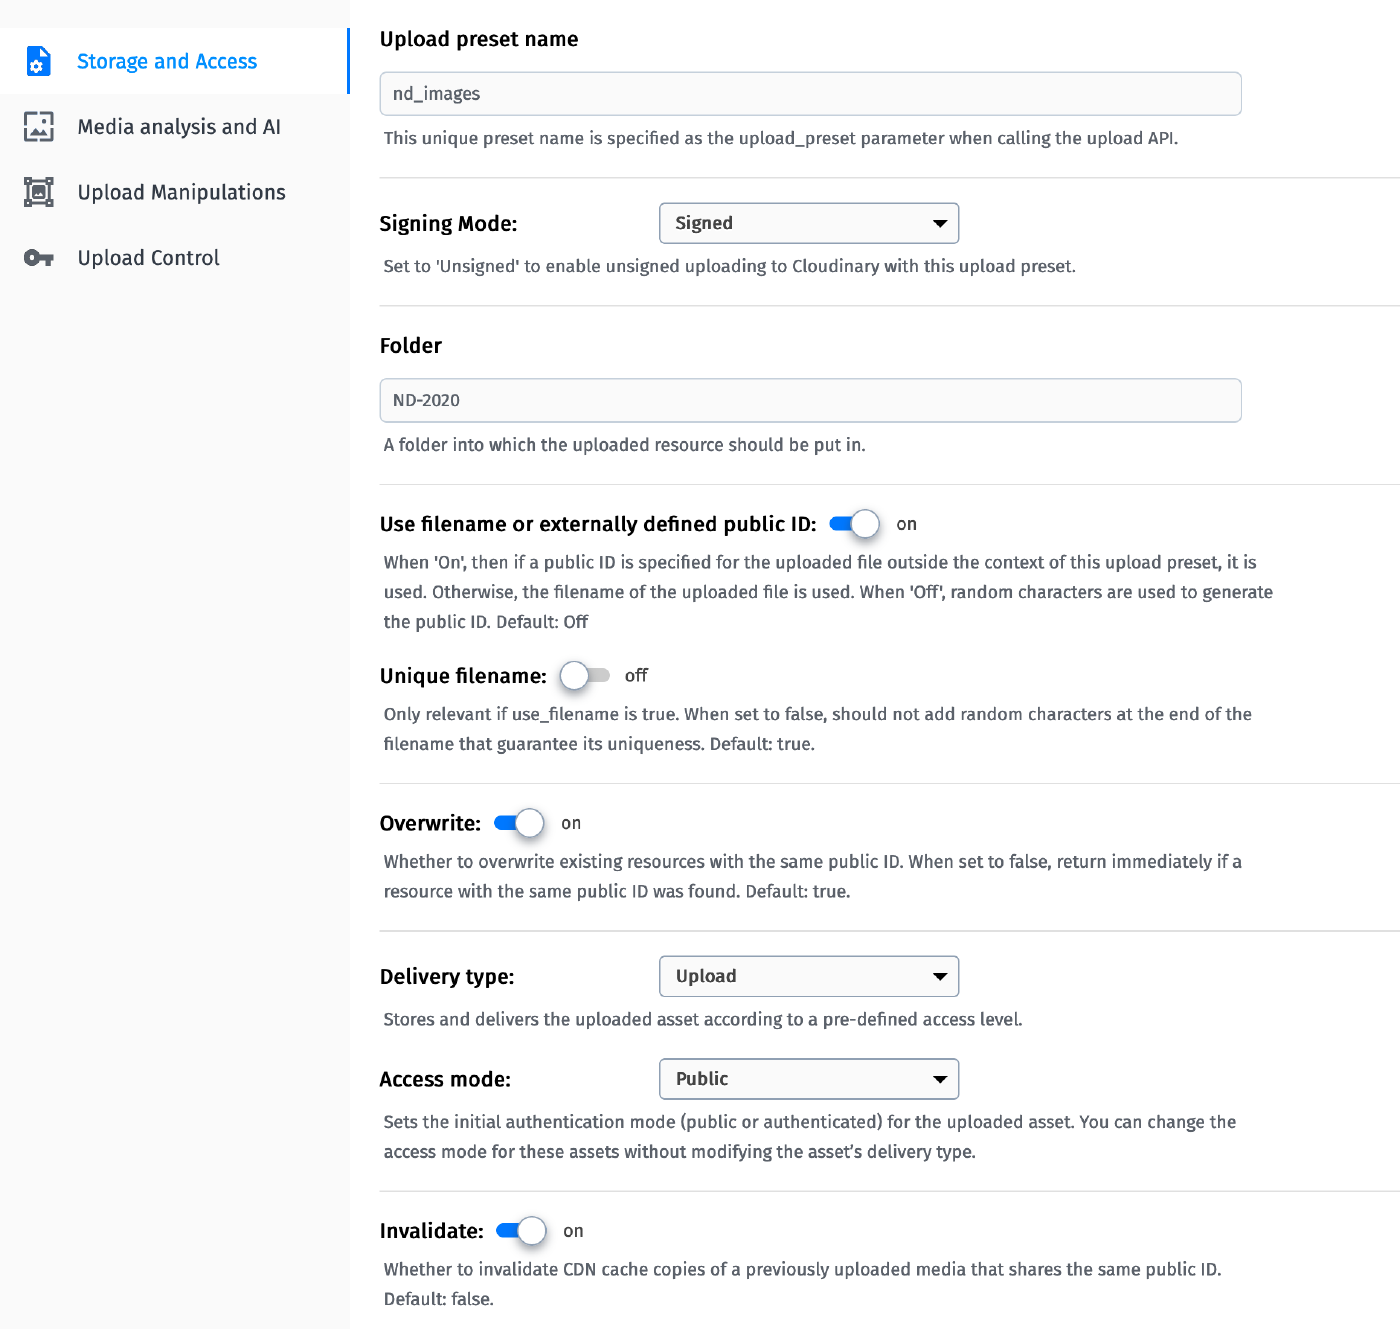 Storage and Access
Media analysis and AI
Upload Manipulations
Upload Control
Upload preset name
nd_images
This unique preset name is specified as the upload_preset parameter when calling the upload API.
Signing Mode:
Signed
Set to 'Unsigned' to enable unsigned uploading to Cloudinary with this upload preset.
Folder
ND-2020
A folder into which the uploaded resource should be put in.
Use filename or externally defined public ID: on
When 'On', then if a public ID is specified for the uploaded file outside the context of this upload preset, it is
used. Otherwise, the filename of the uploaded file is used. When 'Off', random characters are used to generate
the public ID. Default: Off
Unique filename: off
Only relevant if use_filename is true. When set to false, should not add random characters at the end of the
filename that guarantee its uniqueness. Default: true.
Overwrite: on
Whether to overwrite existing resources with the same public ID. When set to false, return immediately if a
resource with the same public ID was found. Default: true.
Delivery type:
Upload
Stores and delivers the uploaded asset according to a pre-defined access level.
Access mode:
Public
Sets the initial authentication mode (public or authenticated) for the uploaded asset. You can change the
access mode for these assets without modifying the asset’s delivery type.
Invalidate: on
Whether to invalidate CDN cache copies of a previously uploaded media that shares the same public ID.
Default: false.